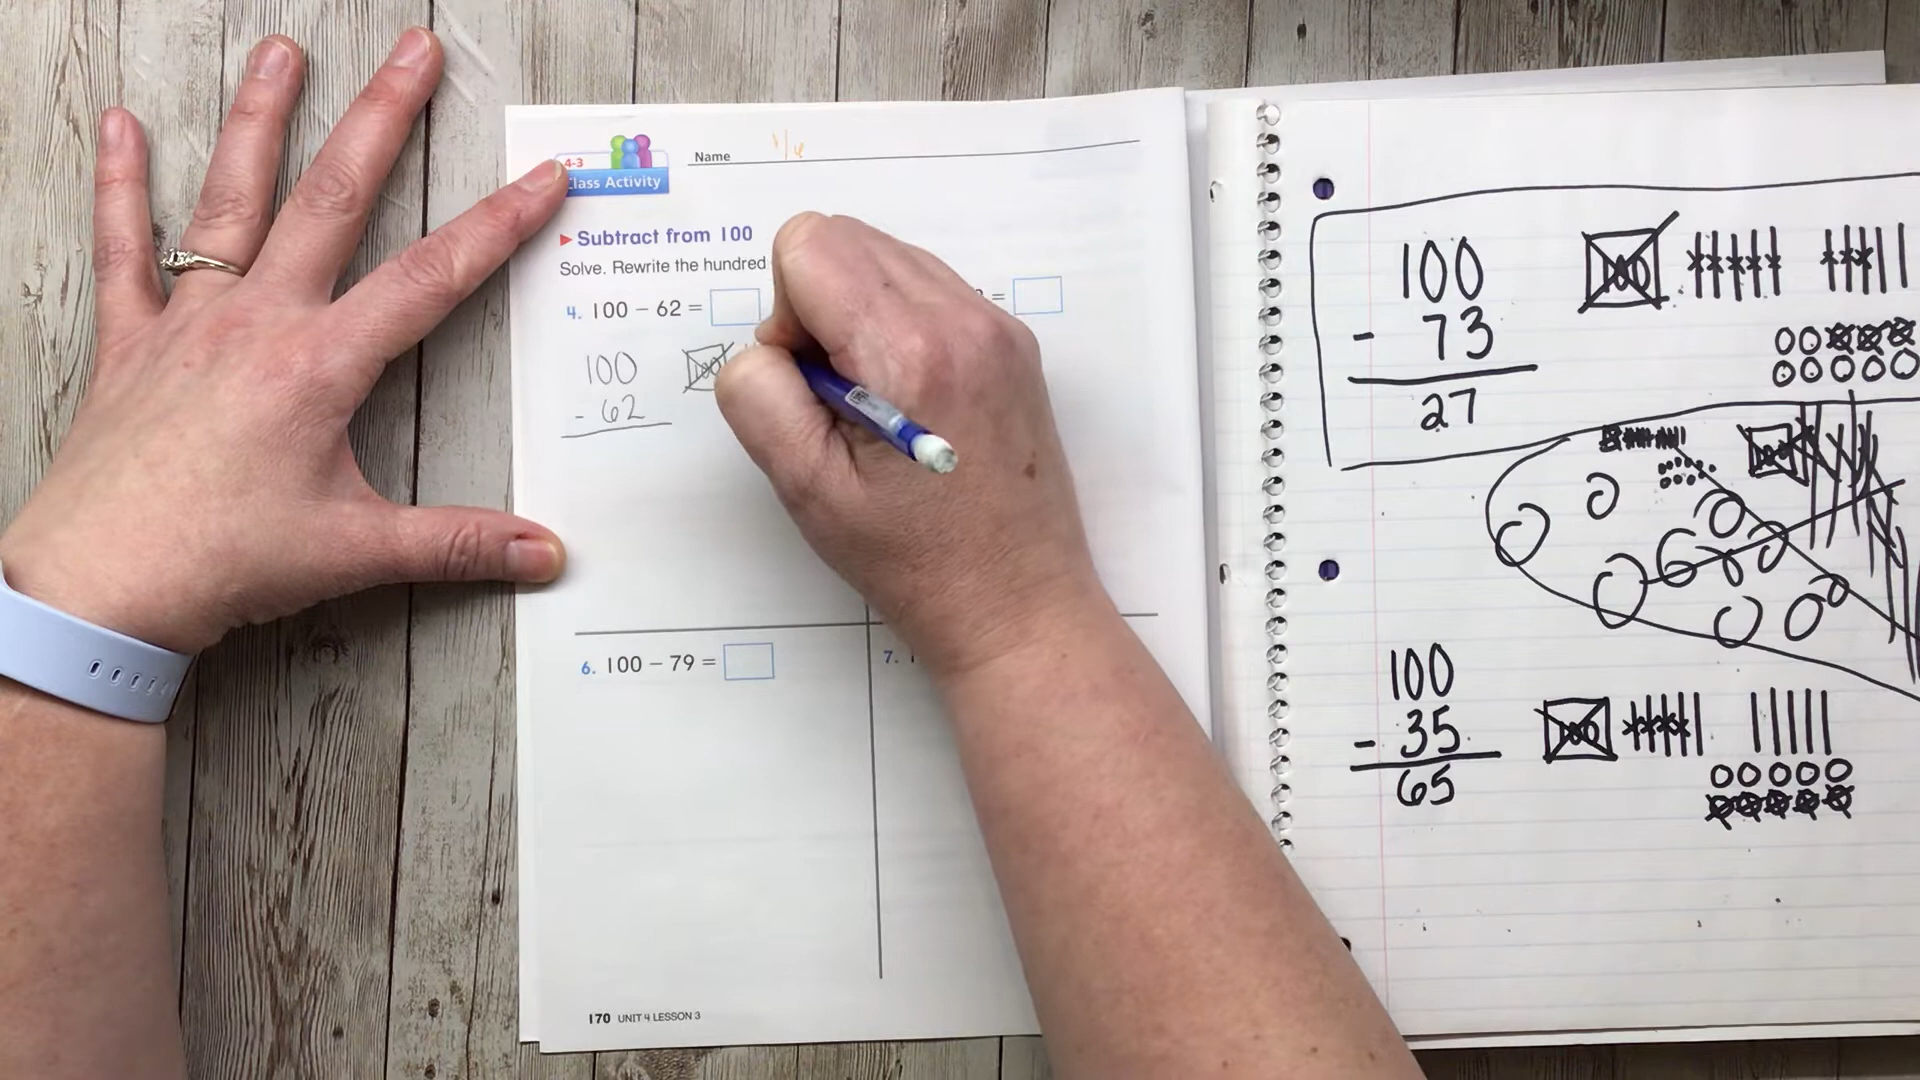 4-3
Class Activity
Name
Subtract from 100
Solve. Rewrite the hundred
4. 100 − 62 =
=
100
- 62
100
6. 100 − 79 =
7.
170 UNIT 4 LESSON 3
100
- 73
27
100
100
100
- 35
65
100